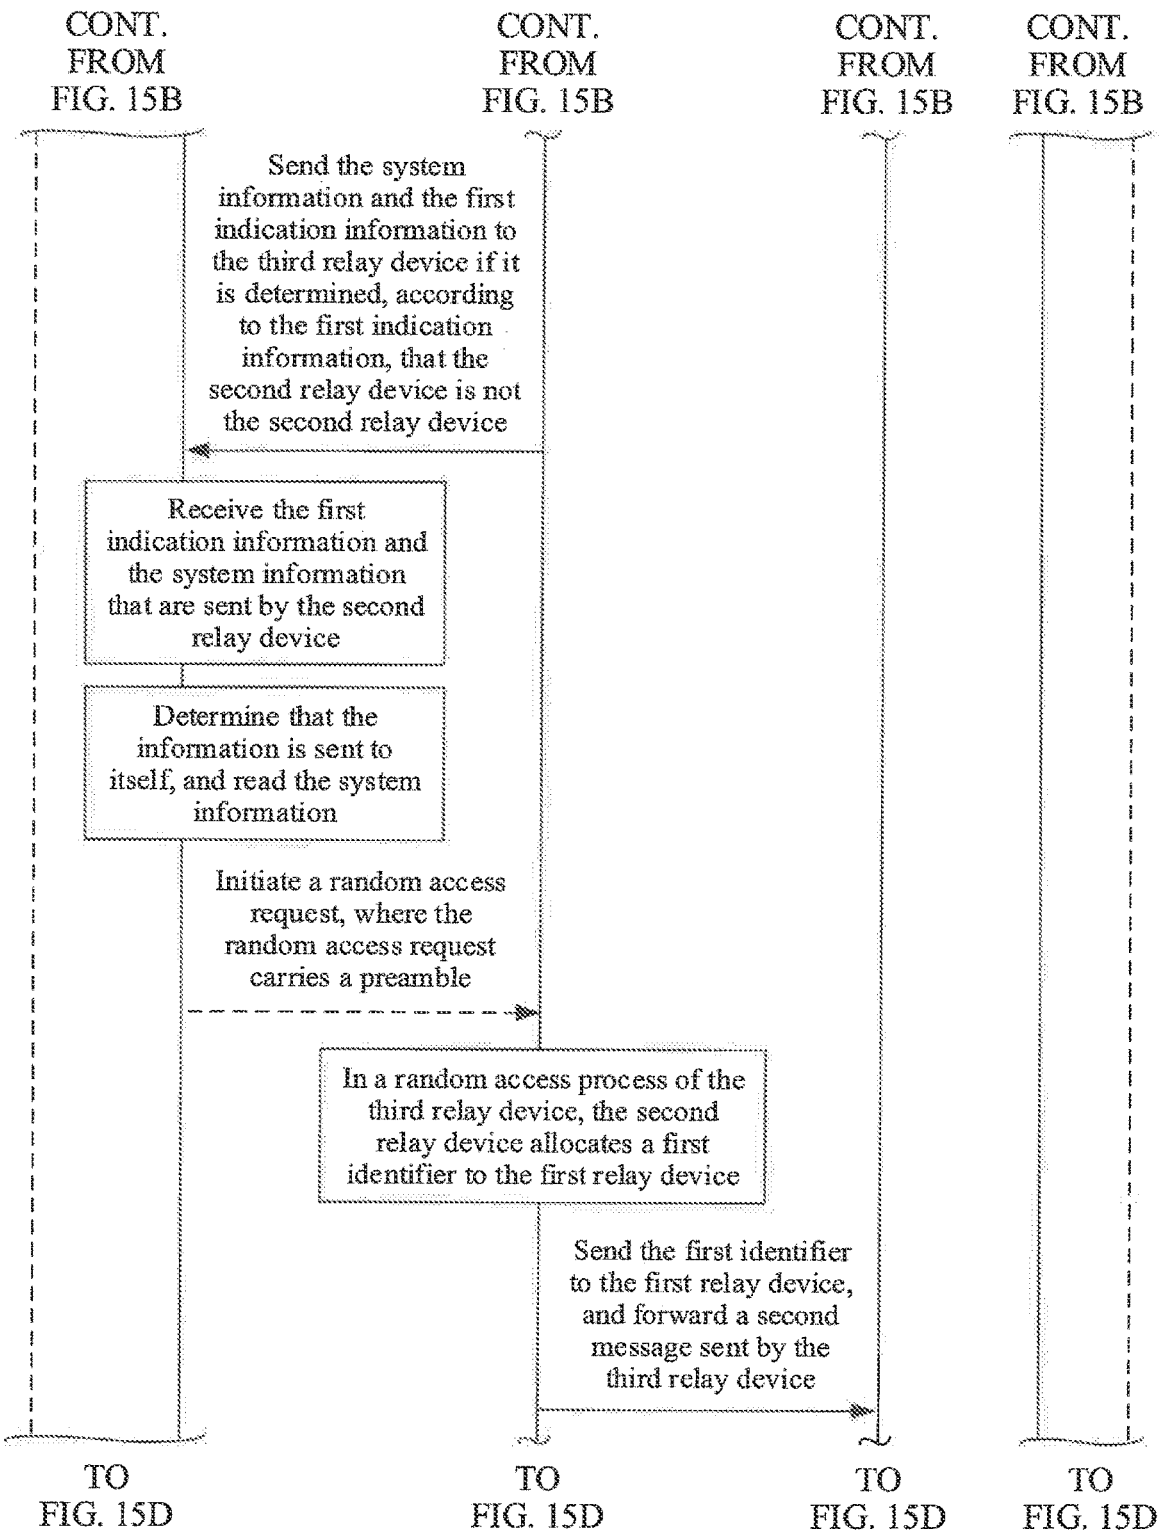 CONT.
FROM
FIG. 15B
CONT.
FROM
FIG. 15B
CONT.
FROM
FIG. 15B
CONT.
FROM
FIG. 15B
Send the system
information and the first
indication information to
the third relay device if it
is determined, according
to the first indication
information, that the
second relay device is not
the second relay device
Receive the first
indication information and
the system information
that are sent by the second
relay device
Determine that the
information is sent to
itself, and read the system
information
Initiate a random access
request, where the
random access request
carries a preamble
In a random access process of the
third relay device, the second
relay device allocates a first
identifier to the first relay device
Send the first identifier
to the first relay device,
and forward a second
message sent by the
third relay device
TO
FIG. 15D
TO
FIG. 15D
TO
FIG. 15D
TO
FIG. 15D